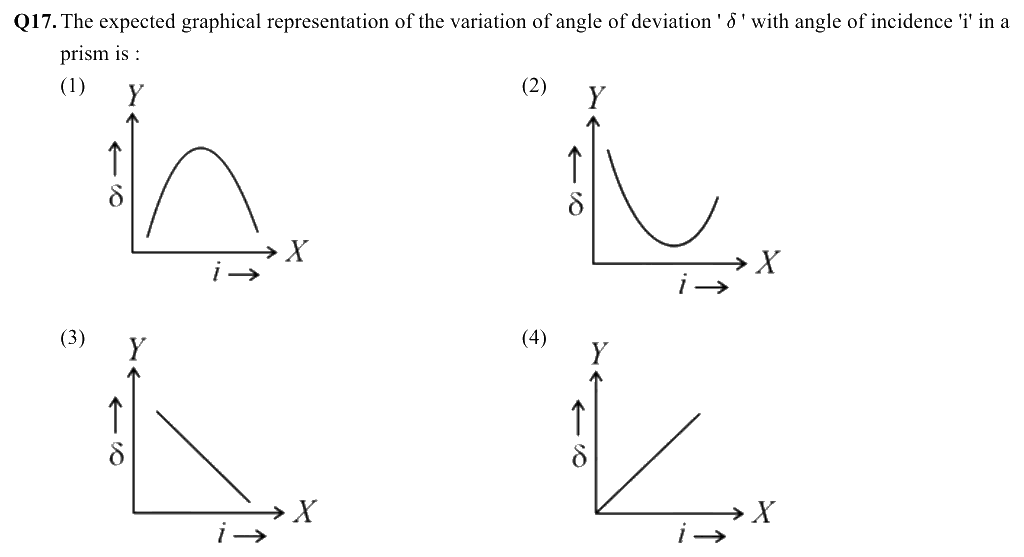 Q17. The expected graphical representation of the variation of angle of deviation ' δ ' with angle of incidence 'i' in a
prism is :
(1)
Y
↑
δ
X
i →
(2)
Y
↑
δ
X
i →
(3)
Y
↑
δ
X
i →
(4)
Y
↑
δ
X
i →